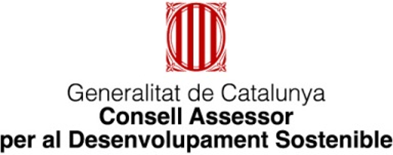 Generalitat de Catalunya
Consell Assessor
per al Desenvolupament Sostenible